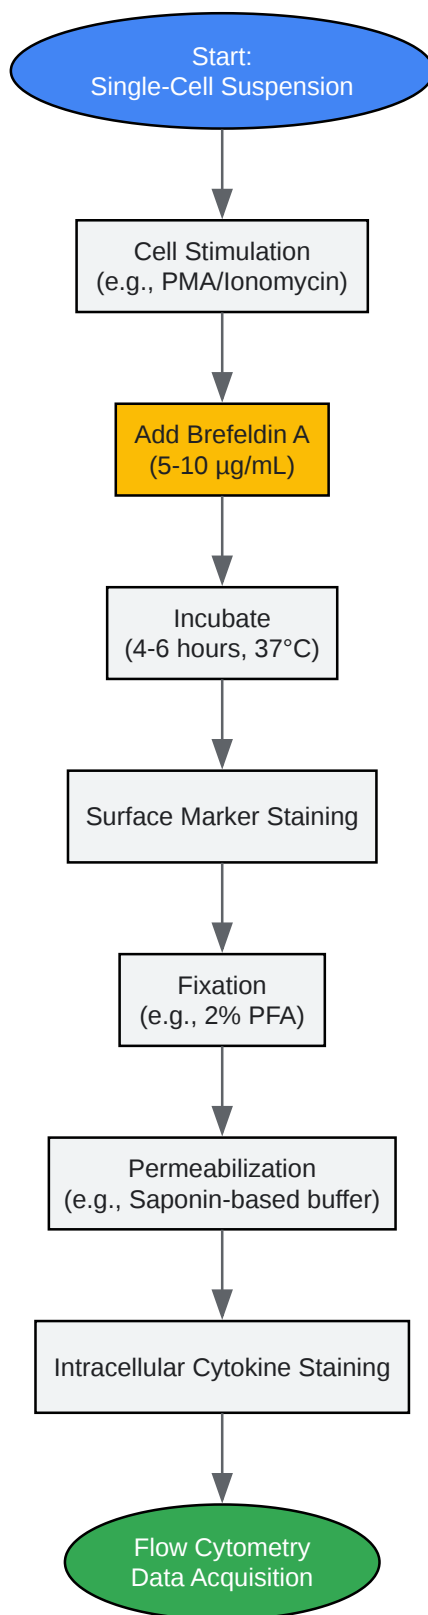 Start:
Single-Cell Suspension
Cell Stimulation
(e.g., PMA/Ionomycin)
Add Brefeldin A
(5-10 µg/mL)
Incubate
(4-6 hours, 37°C)
Surface Marker Staining
Fixation
(e.g., 2% PFA)
Permeabilization
(e.g., Saponin-based buffer)
Intracellular Cytokine Staining
Flow Cytometry
Data Acquisition